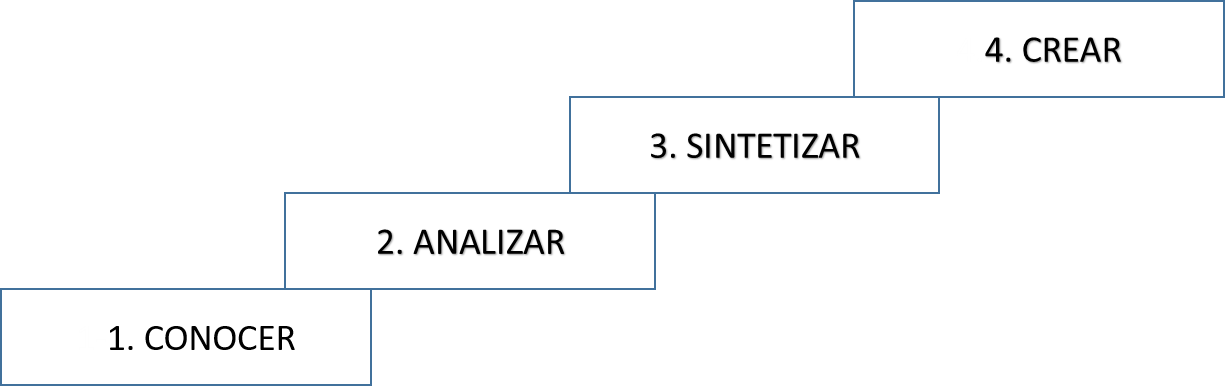 4. CREAR
3. SINTETIZAR
2. ANALIZAR
1. CONOCER